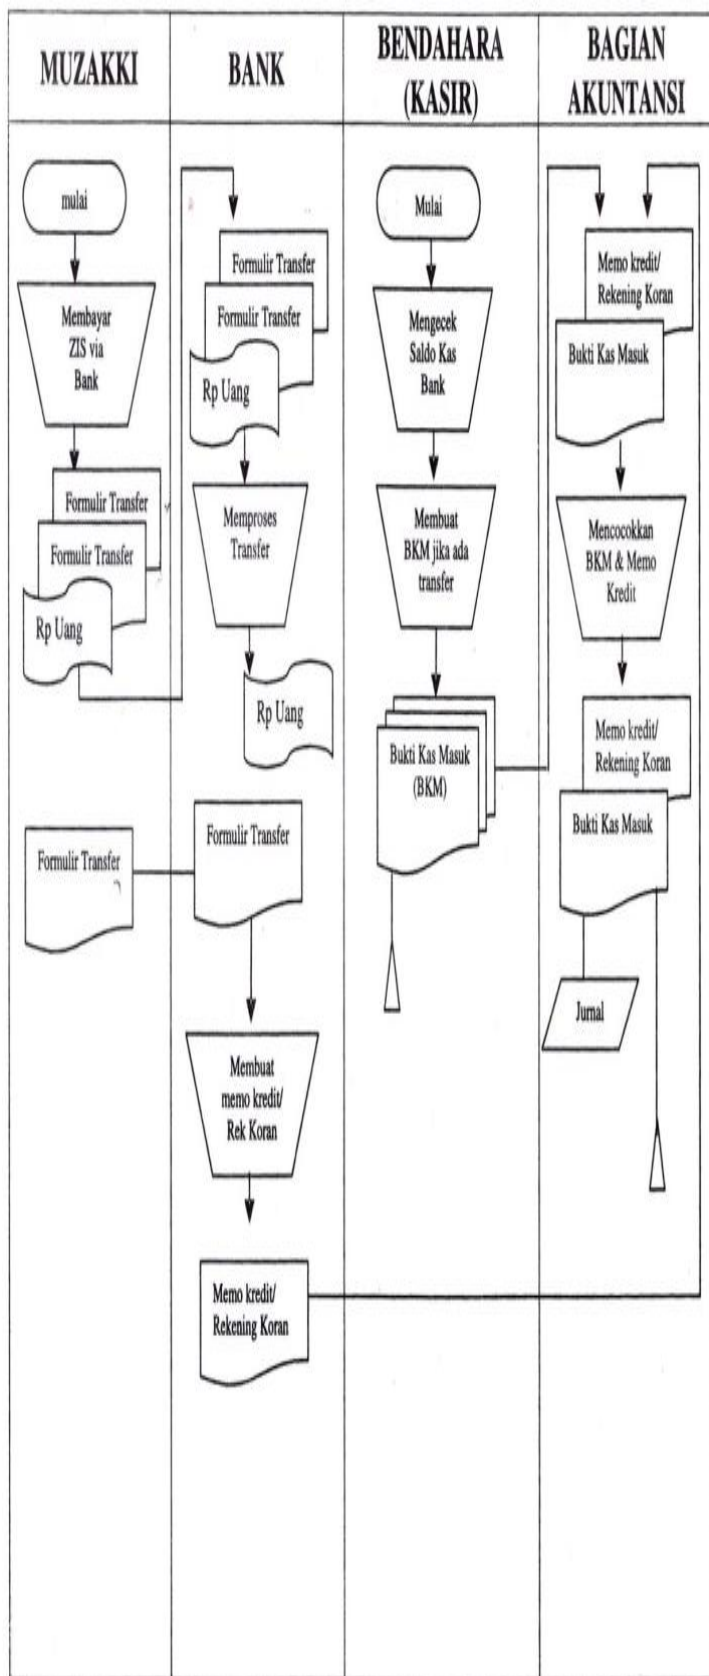 MUZAKKI
BANK
BENDAHARA
(KASIR)
BAGIAN
AKUNTANSI
mulai
Membayar
ZIS via
Bank
Formulir Transfer
Formulir Transfer
Rp Uang
Formulir Transfer
Formulir Transfer
Formulir Transfer
Rp Uang
Memproses
Transfer
Rp Uang
Formulir Transfer
Membuat
memo kredit/
Rek Koran
Memo kredit/
Rekening Koran
Mulai
Mengecek
Saldo Kas
Bank
Membuat
BKM jika ada
transfer
Bukti Kas Masuk
(BKM)
Memo kredit/
Rekening Koran
Bukti Kas Masuk
Mencocokkan
BKM & Memo
Kredit
Memo kredit/
Rekening Koran
Bukti Kas Masuk
Jurnal